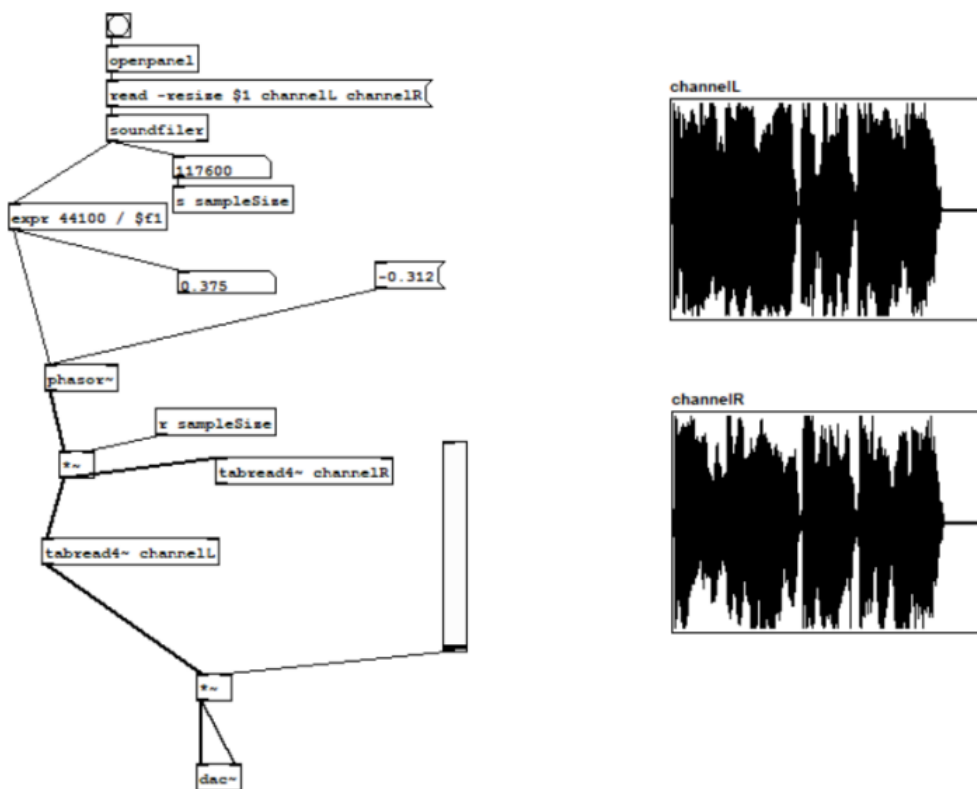 openpanel
read -resize $1 channelL channelR
soundfiler
117600
s sampleSize
expr 44100 / $f1
0.375
-0.312
phasor~
r sampleSize
*~
tabread4~ channelR
tabread4~ channelL
*~
dac~
channelL
channelR